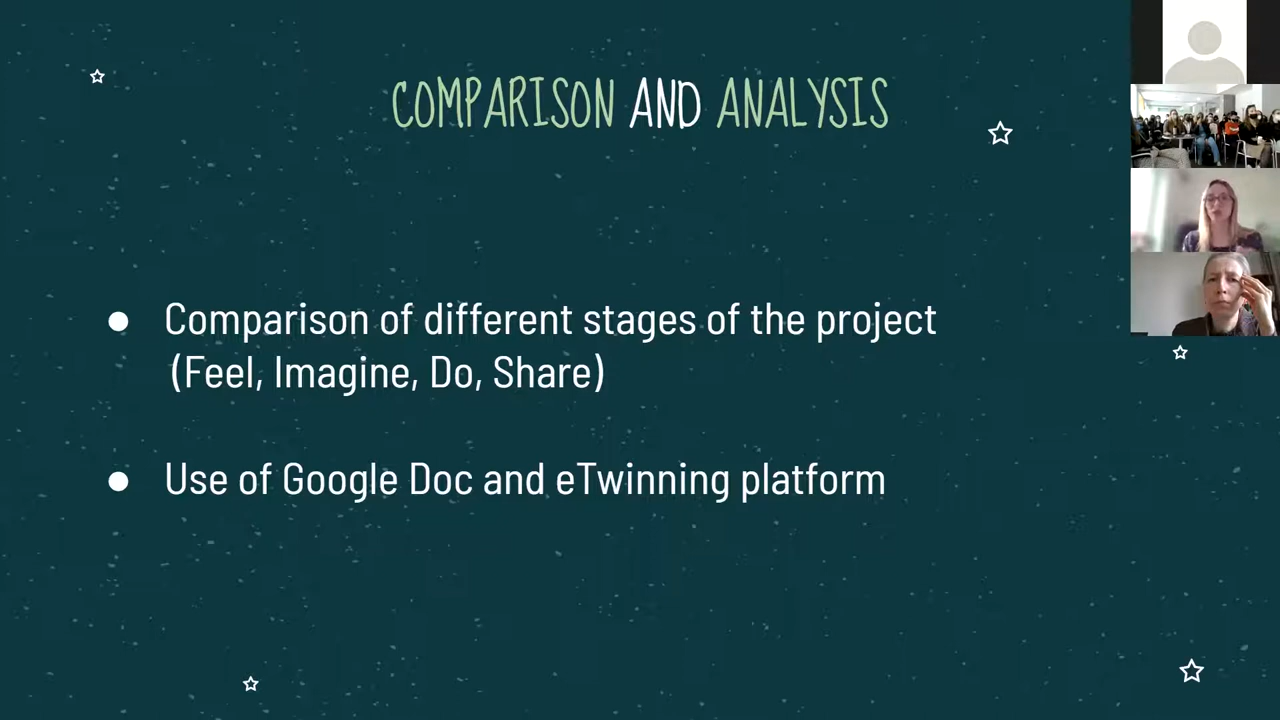 COMPARISON AND ANALYSIS
● Comparison of different stages of the project
(Feel, Imagine, Do, Share)
● Use of Google Doc and eTwinning platform